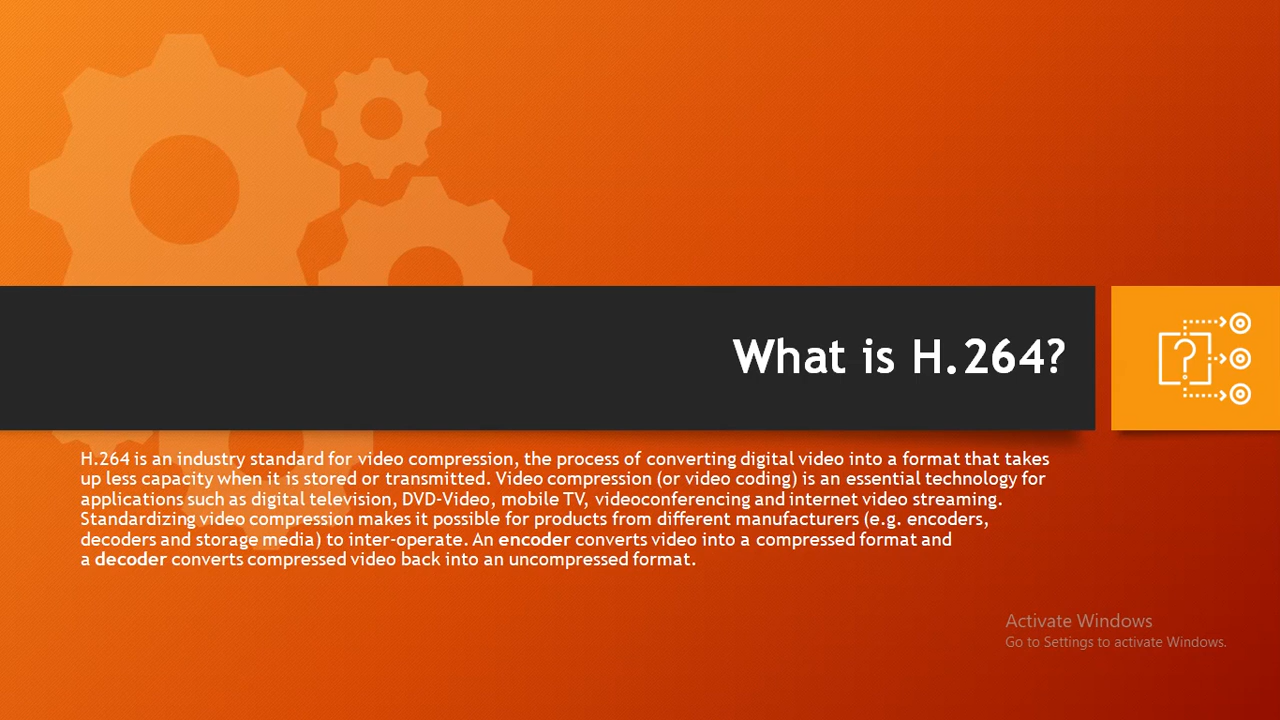 What is H.264?
H.264 is an industry standard for video compression, the process of converting digital video into a format that takes
up less capacity when it is stored or transmitted. Video compression (or video coding) is an essential technology for
applications such as digital television, DVD-Video, mobile TV, videoconferencing and internet video streaming.
Standardizing video compression makes it possible for products from different manufacturers (e.g. encoders,
decoders and storage media) to inter-operate. An encoder converts video into a compressed format and
a decoder converts compressed video back into an uncompressed format.
Activate Windows
Go to Settings to activate Windows.